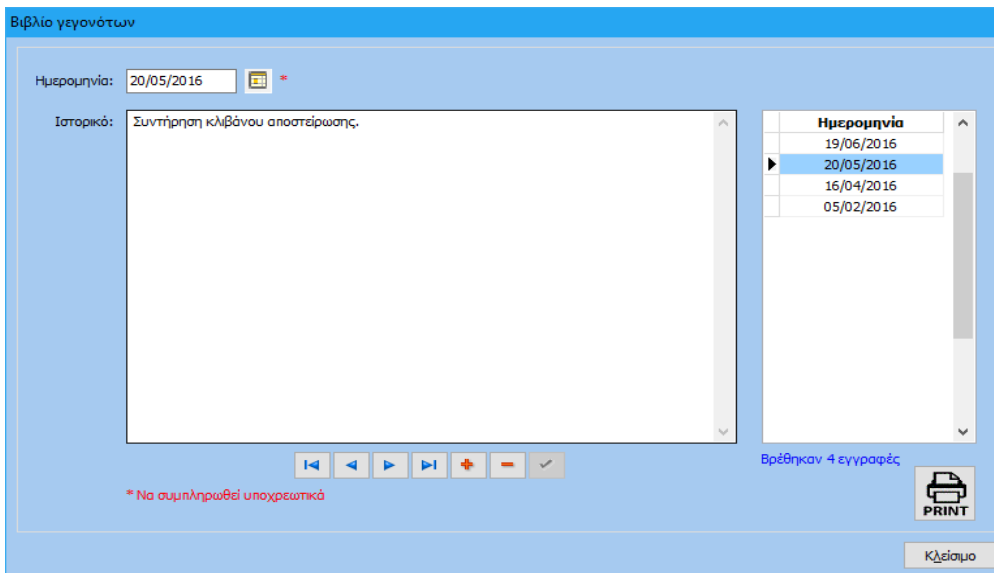 Βιβλίο γεγονότων
Ημερομηνία: 20/05/2016 *
Ιστορικό: Συντήρηση κλιβάνου αποστείρωσης.
Ημερομηνία
19/06/2016
20/05/2016
16/04/2016
05/02/2016
Βρέθηκαν 4 εγγραφές
* Να συμπληρωθεί υποχρεωτικά
PRINT
Κλείσιμο